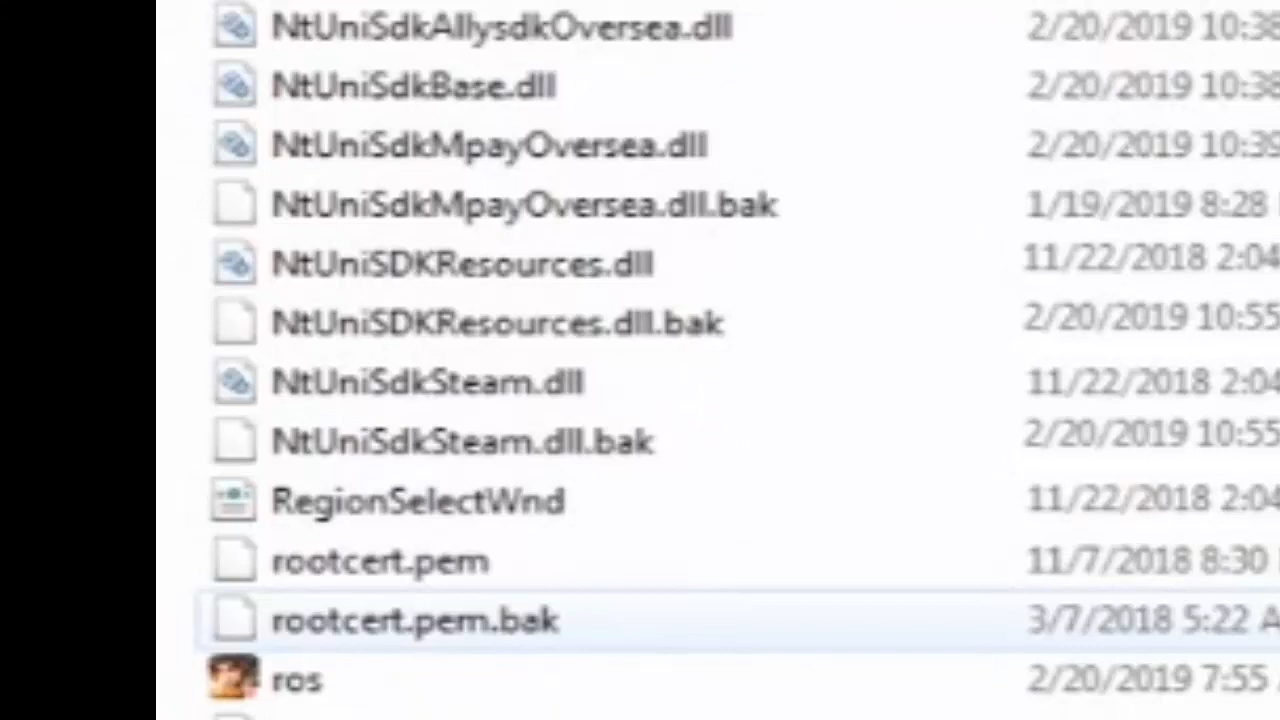 NtUniSdkAllysdkOversea.dll 2/20/2019 10:38
NtUniSdkBase.dll 2/20/2019 10:38
NtUniSdkMpayOversea.dll 2/20/2019 10:39
NtUniSdkMpayOversea.dll.bak 1/19/2019 8:28
NtUniSDKResources.dll 11/22/2018 2:04
NtUniSDKResources.dll.bak 2/20/2019 10:55
NtUniSdkSteam.dll 11/22/2018 2:04
NtUniSdkSteam.dll.bak 2/20/2019 10:55
RegionSelectWnd 11/22/2018 2:04
rootcert.pem 11/7/2018 8:30
rootcert.pem.bak 3/7/2018 5:22 A
ros 2/20/2019 7:55